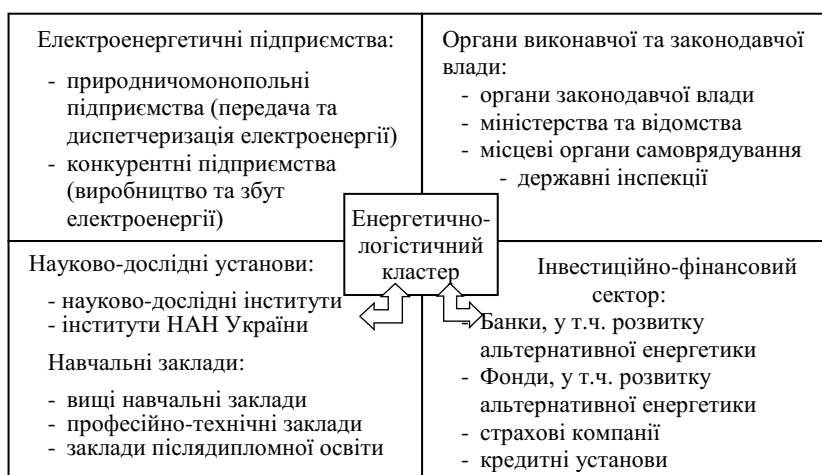 Електроенергетичні підприємства:
- природничомонопольні
підприємства (передача та
диспетчеризація електроенергії)
- конкурентні підприємства
(виробництво та збут
електроенергії)
Органи виконавчої та законодавчої
влади:
- органи законодавчої влади
- міністерства та відомства
- місцеві органи самоврядування
- державні інспекції
Енергетично-
логістичний
кластер
Науково-дослідні установи:
- науково-дослідні інститути
- інститути НАН України
Навчальні заклади:
- вищі навчальні заклади
- професійно-технічні заклади
- заклади післядипломної освіти
Інвестиційно-фінансовий
сектор:
- Банки, у т.ч. розвитку
альтернативної енергетики
- Фонди, у т.ч. розвитку
альтернативної енергетики
- страхові компанії
- кредитні установи